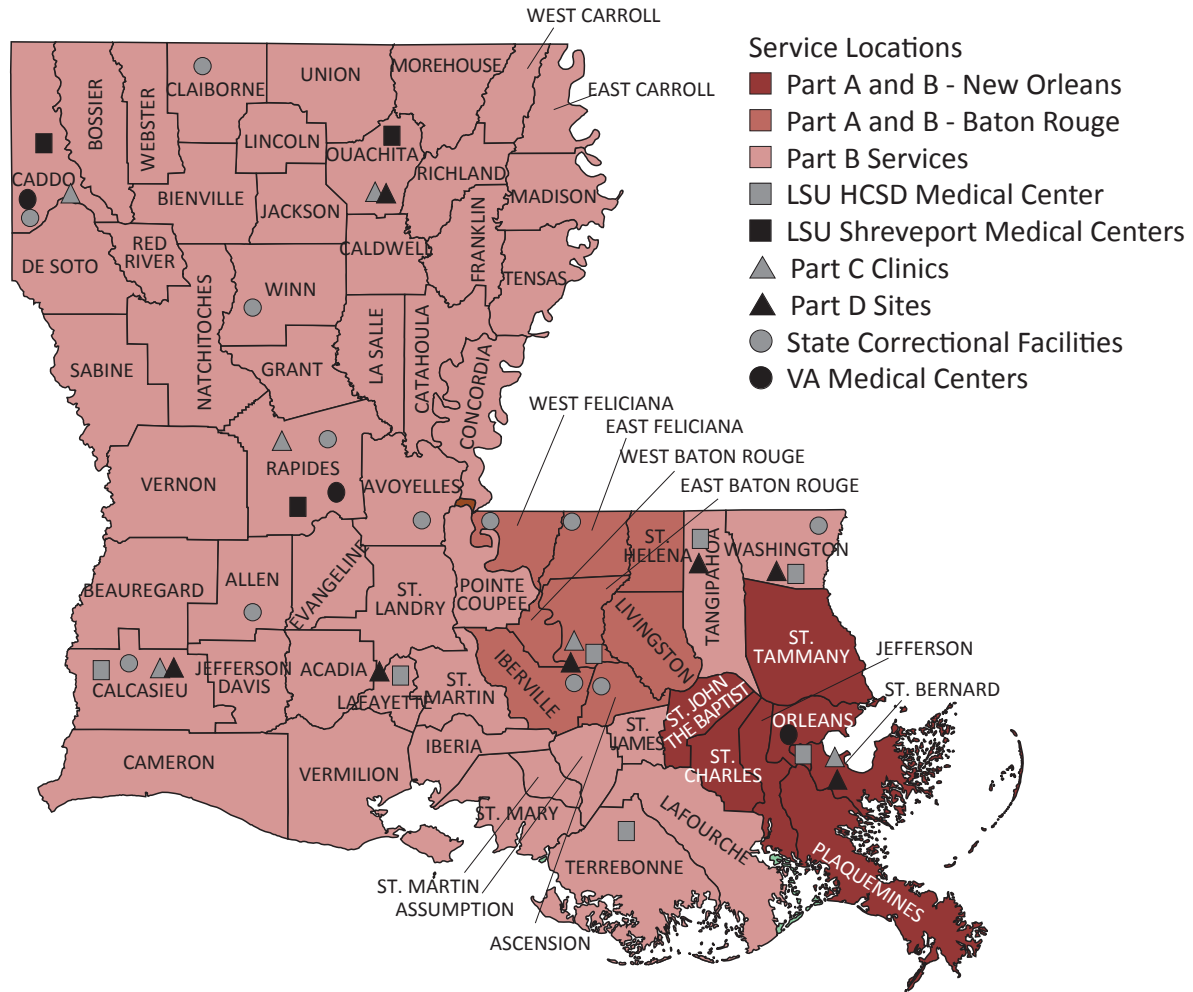 WEST CARROLL
Service Locations
Part A and B - New Orleans
Part A and B - Baton Rouge
Part B Services
LSU HCSD Medical Center
LSU Shreveport Medical Centers
Part C Clinics
Part D Sites
State Correctional Facilities
VA Medical Centers
EAST CARROLL
MOREHOUSE
UNION
CLAIBORNE
WEBSTER
BOSSIER
LINCOLN
OUACHITA
RICHLAND
CADDO
BIENVILLE
JACKSON
MADISON
CALDWELL
FRANKLIN
DE SOTO
RED
RIVER
TENSAS
WINN
NATCHITOCHES
LA SALLE
CATAHOULA
SABINE
GRANT
CONCORDIA
WEST FELICIANA
EAST FELICIANA
WEST BATON ROUGE
EAST BATON ROUGE
RAPIDES
VERNON
AVOYELLES
ST.
HELENA
TANGIPAHOA
WASHINGTON
BEAUREGARD
ALLEN
EVANGELINE
ST.
LANDRY
POINTE
COUPEE
LIVINGSTON
ST.
TAMMANY
JEFFERSON
ST. BERNARD
CALCASIEU
JEFFERSON
DAVIS
ACADIA
LAFAYETTE
ST.
MARTIN
IBERVILLE
ST. JOHN
THE BAPTIST
ORLEANS
ST.
JAMES
ST.
CHARLES
CAMERON
VERMILION
IBERIA
ST. MARY
LAFOURCHE
TERREBONNE
PLAQUEMINES
ST. MARTIN
ASSUMPTION
ASCENSION